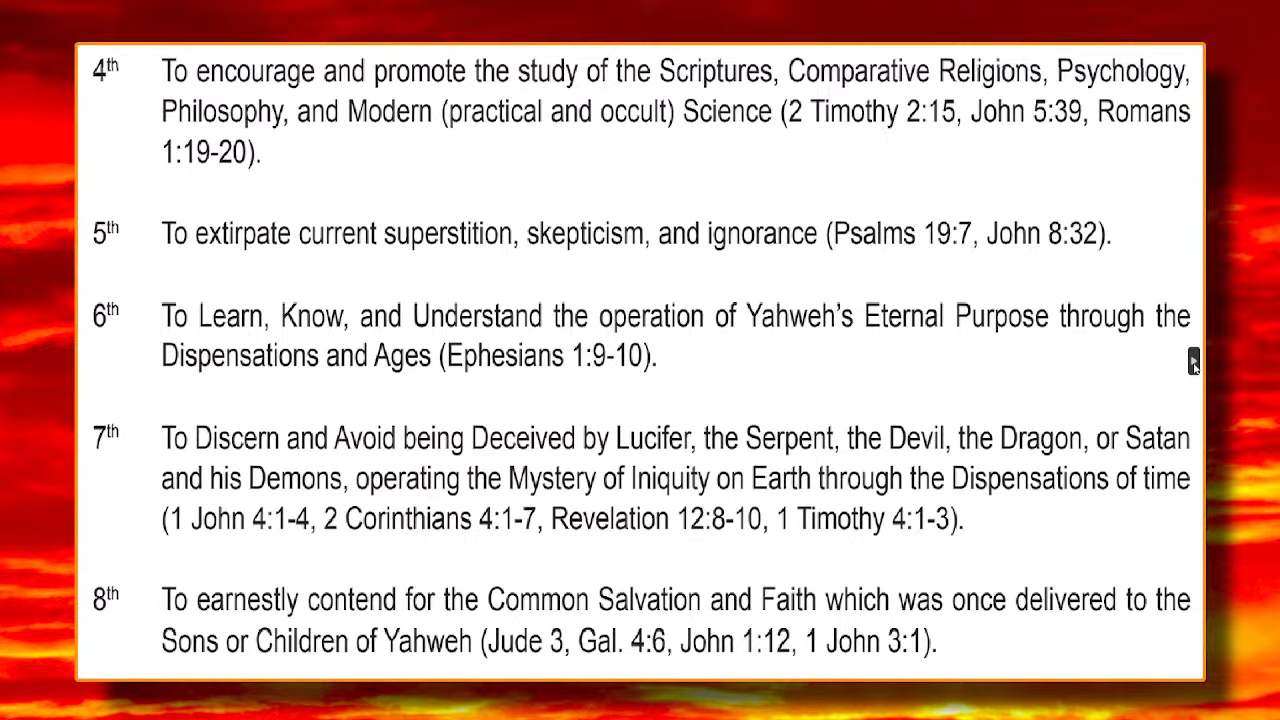 4th To encourage and promote the study of the Scriptures, Comparative Religions, Psychology,
Philosophy, and Modern (practical and occult) Science (2 Timothy 2:15, John 5:39, Romans
1:19-20).
5th To extirpate current superstition, skepticism, and ignorance (Psalms 19:7, John 8:32).
6th To Learn, Know, and Understand the operation of Yahweh's Eternal Purpose through the
Dispensations and Ages (Ephesians 1:9-10).
7th To Discern and Avoid being Deceived by Lucifer, the Serpent, the Devil, the Dragon, or Satan
and his Demons, operating the Mystery of Iniquity on Earth through the Dispensations of time
(1 John 4:1-4, 2 Corinthians 4:1-7, Revelation 12:8-10, 1 Timothy 4:1-3).
8th To earnestly contend for the Common Salvation and Faith which was once delivered to the
Sons or Children of Yahweh (Jude 3, Gal. 4:6, John 1:12, 1 John 3:1).